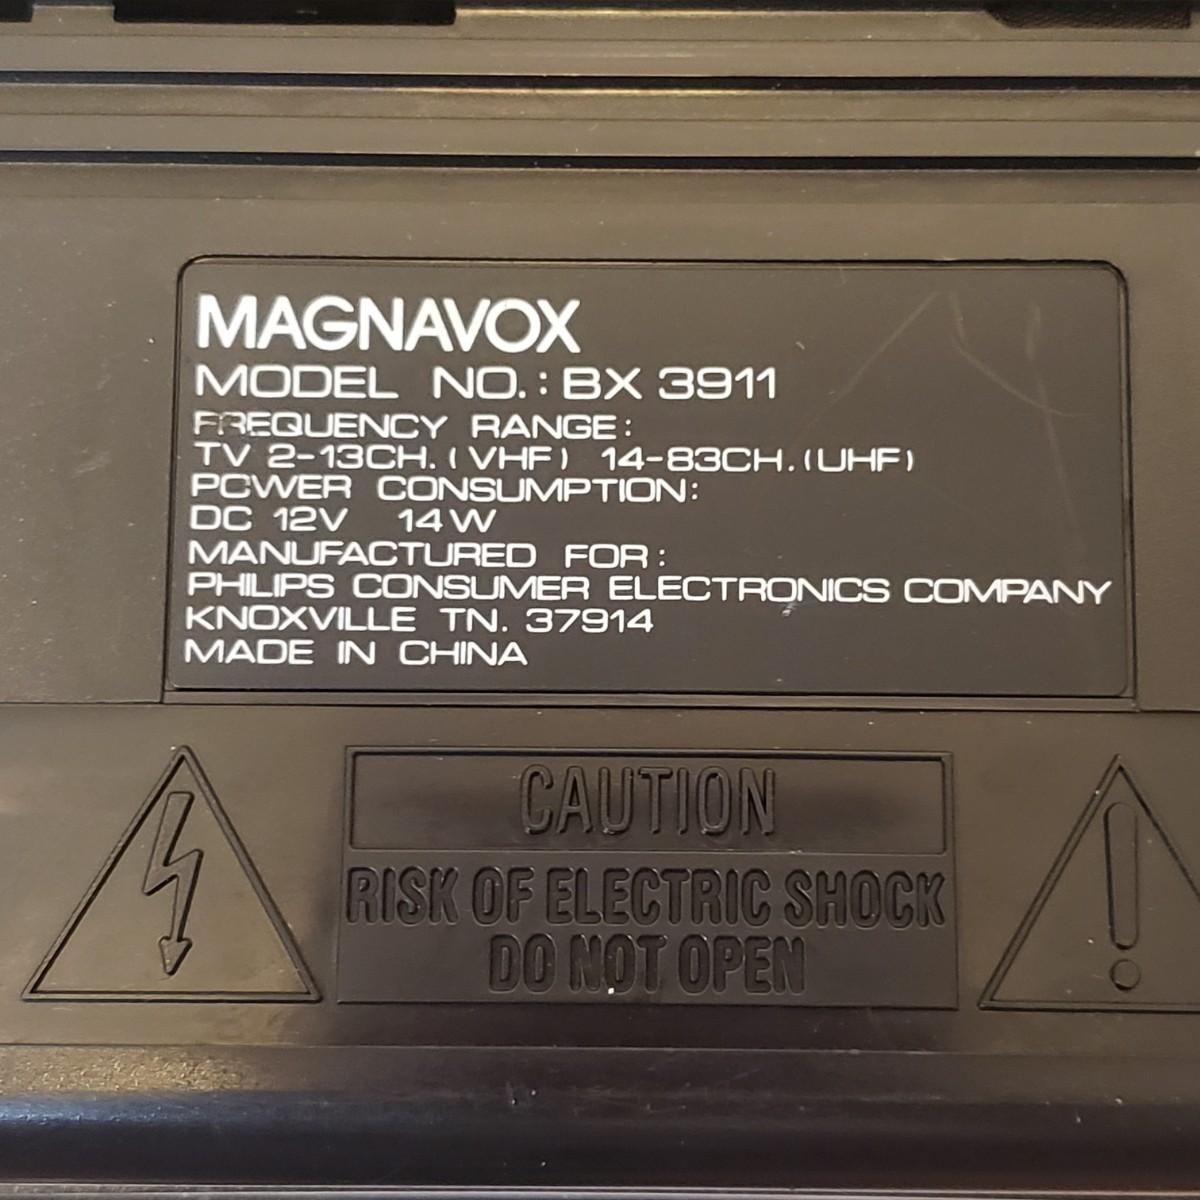 MAGNAVOX
MODEL NO.: BX 3911
FREQUENCY RANGE:
TV 2-13CH. (VHF) 14-83CH. (UHF)
POWER CONSUMPTION:
DC 12V 14W
MANUFACTURED FOR:
PHILIPS CONSUMER ELECTRONICS COMPANY
KNOXVILLE TN. 37914
MADE IN CHINA
CAUTION
RISK OF ELECTRIC SHOCK
DO NOT OPEN